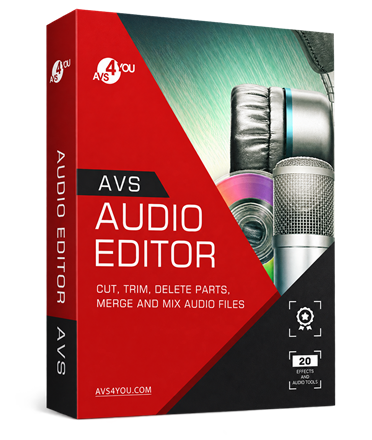 AVS4YOU
AVS
AUDIO
EDITOR
CUT, TRIM, DELETE PARTS,
MERGE AND MIX AUDIO FILES
20
EFFECTS
AND
AUDIO TOOLS
AVS4YOU.COM
AVS4YOU
AUDIO EDITOR AVS